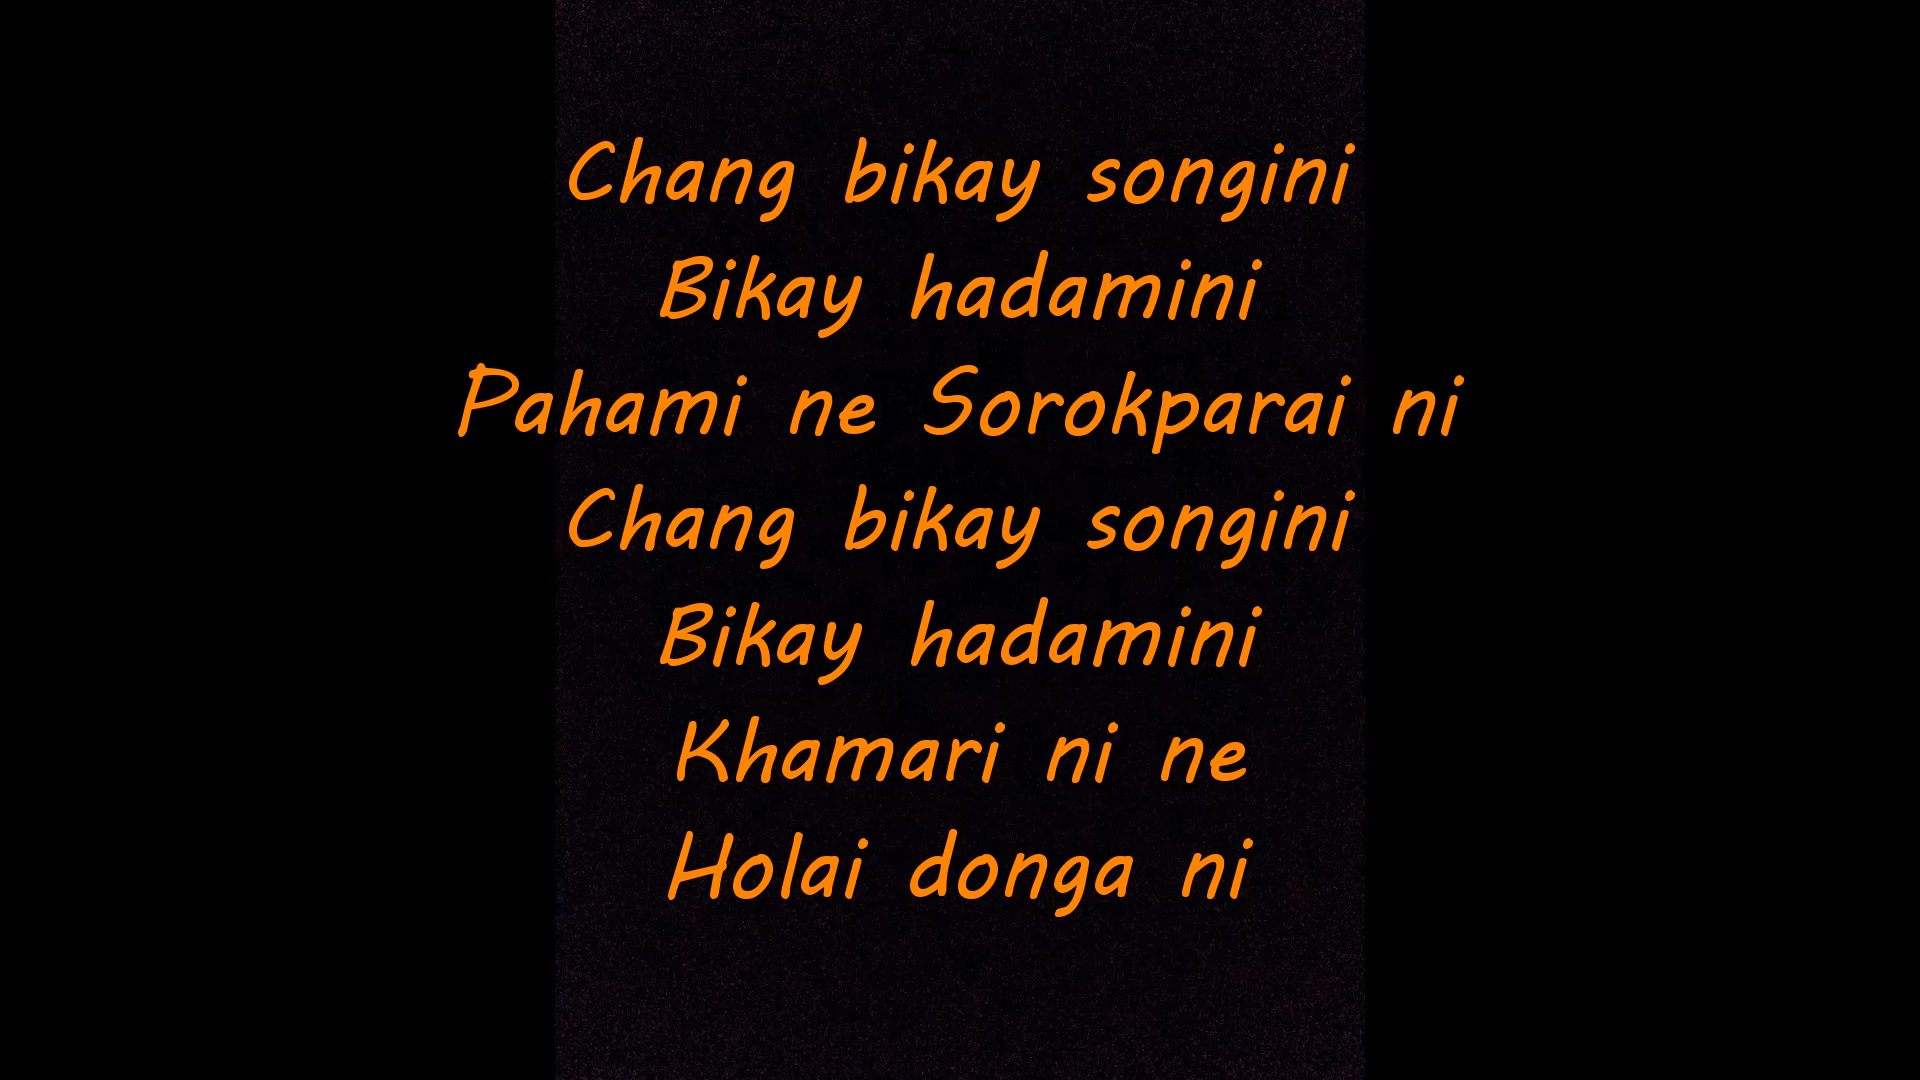 Chang bikay songini
Bikay hadamini
Pahami ne Sorokparai ni
Chang bikay songini
Bikay hadamini
Khamari ni ne
Holai donga ni